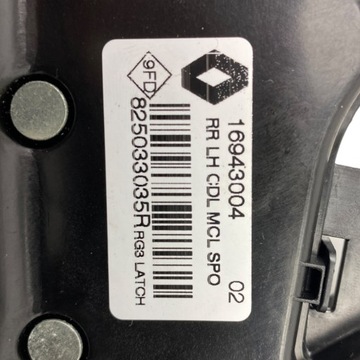 16943004 02
RR LH CDL MCL SPO
9FD
825033035R RG3 LATCH